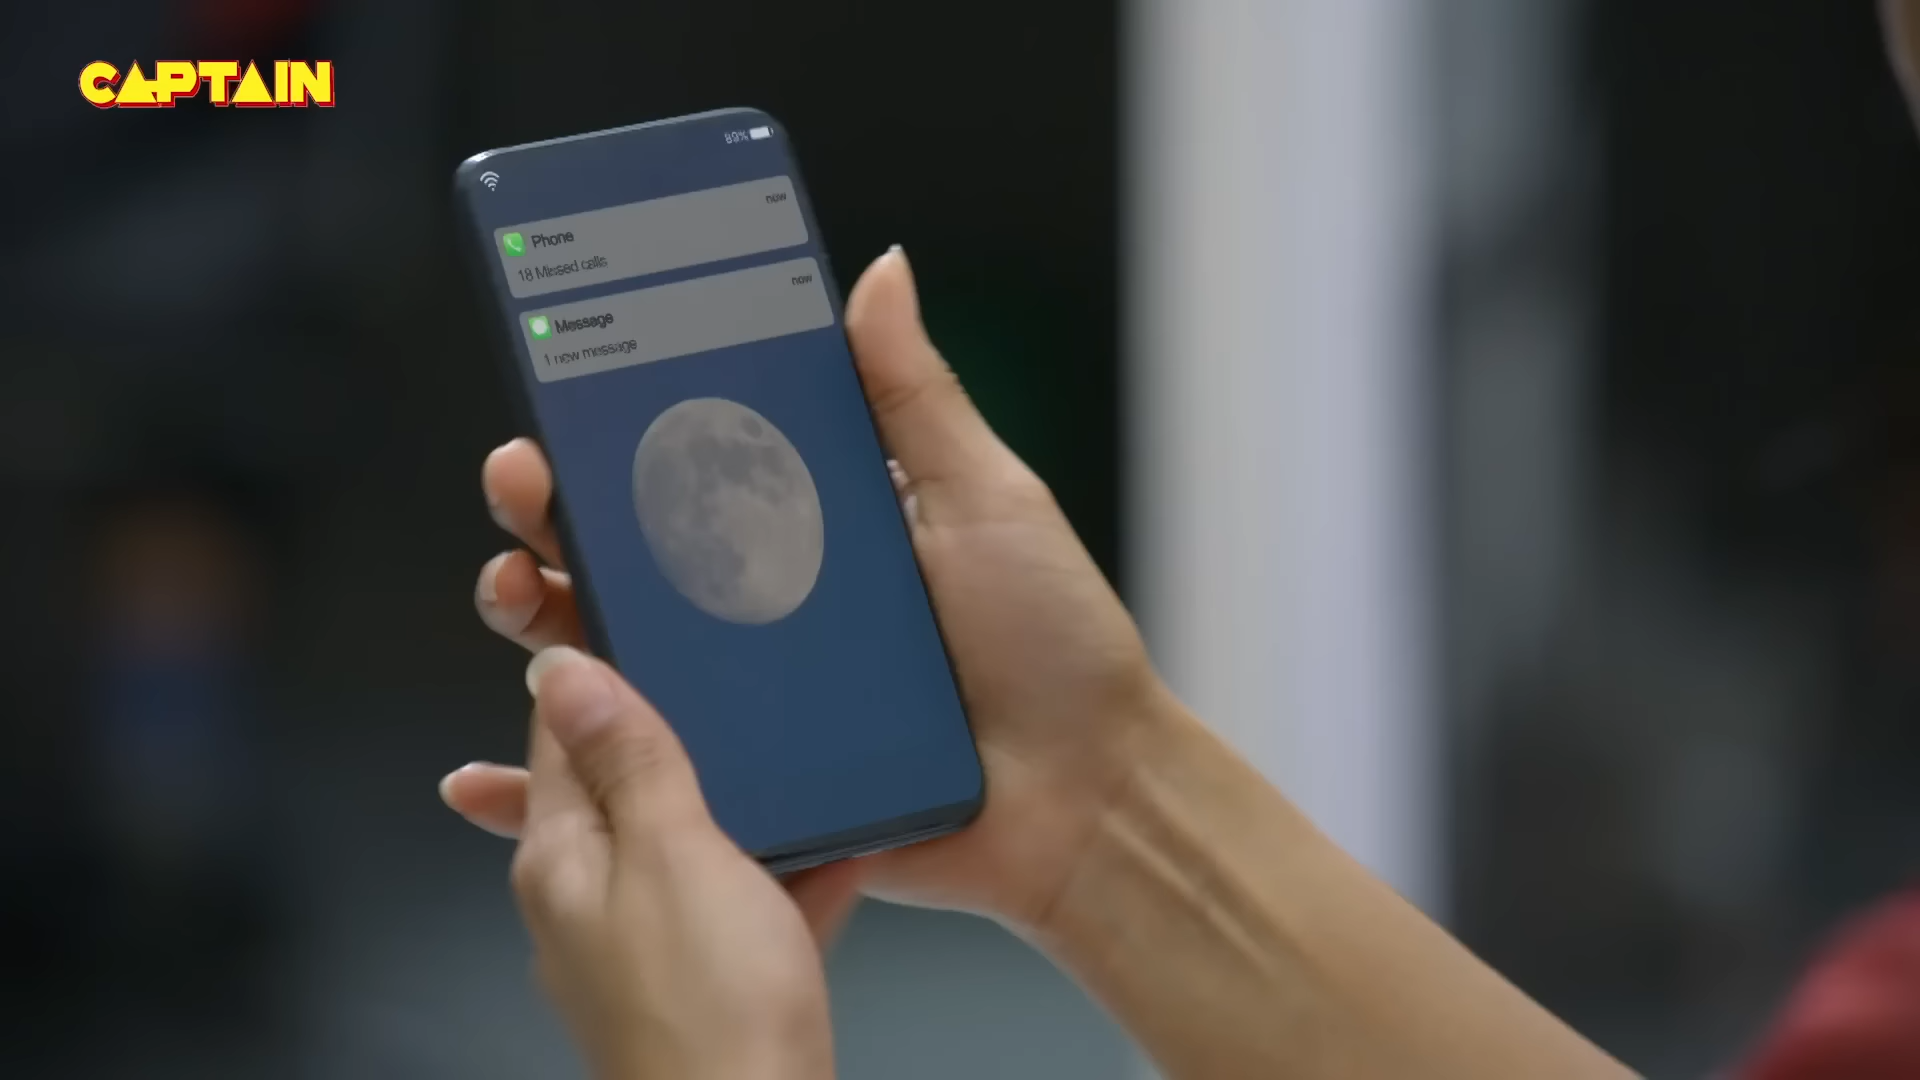 CAPTAIN
89%
now
Phone
18 Missed calls
now
Message
1 new message